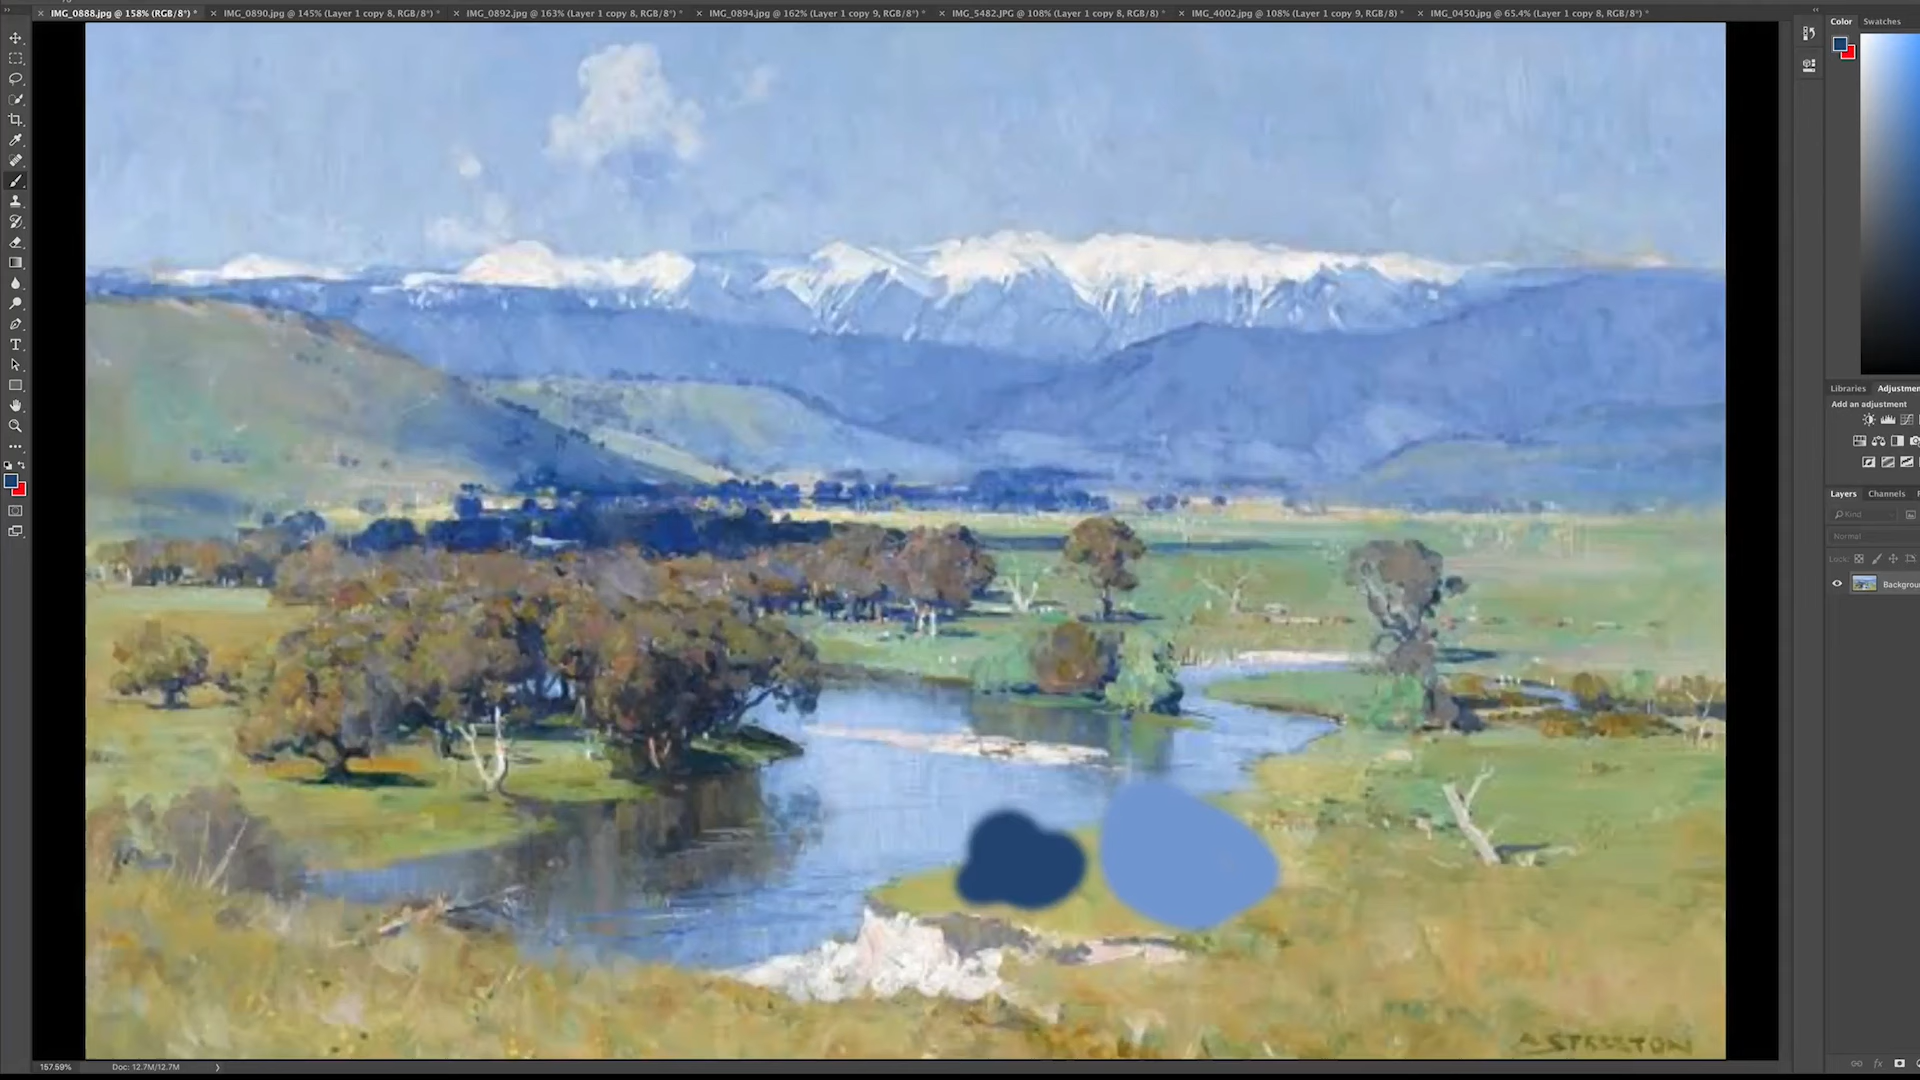 IMG_0888.jpg @ 158% (RGB/8*) *
IMG_0890.jpg @ 145% (Layer 1 copy 8, RGB/8*) *
IMG_0892.jpg @ 163% (Layer 1 copy 8, RGB/8*) *
IMG_0894.jpg @ 162% (Layer 1 copy 9, RGB/8*) *
IMG_5482.JPG @ 108% (Layer 1 copy 8, RGB/8*) *
IMG_4002.jpg @ 108% (Layer 1 copy 9, RGB/8*) *
IMG_0450.jpg @ 65.4% (Layer 1 copy 8, RGB/8*) *
Color
Swatches
Libraries
Adjustmen
Add an adjustment
Layers
Channels
Kind
Normal
Lock:
Backgrou
fx
A STREETON
157.59%
Doc: 12.7M/12.7M